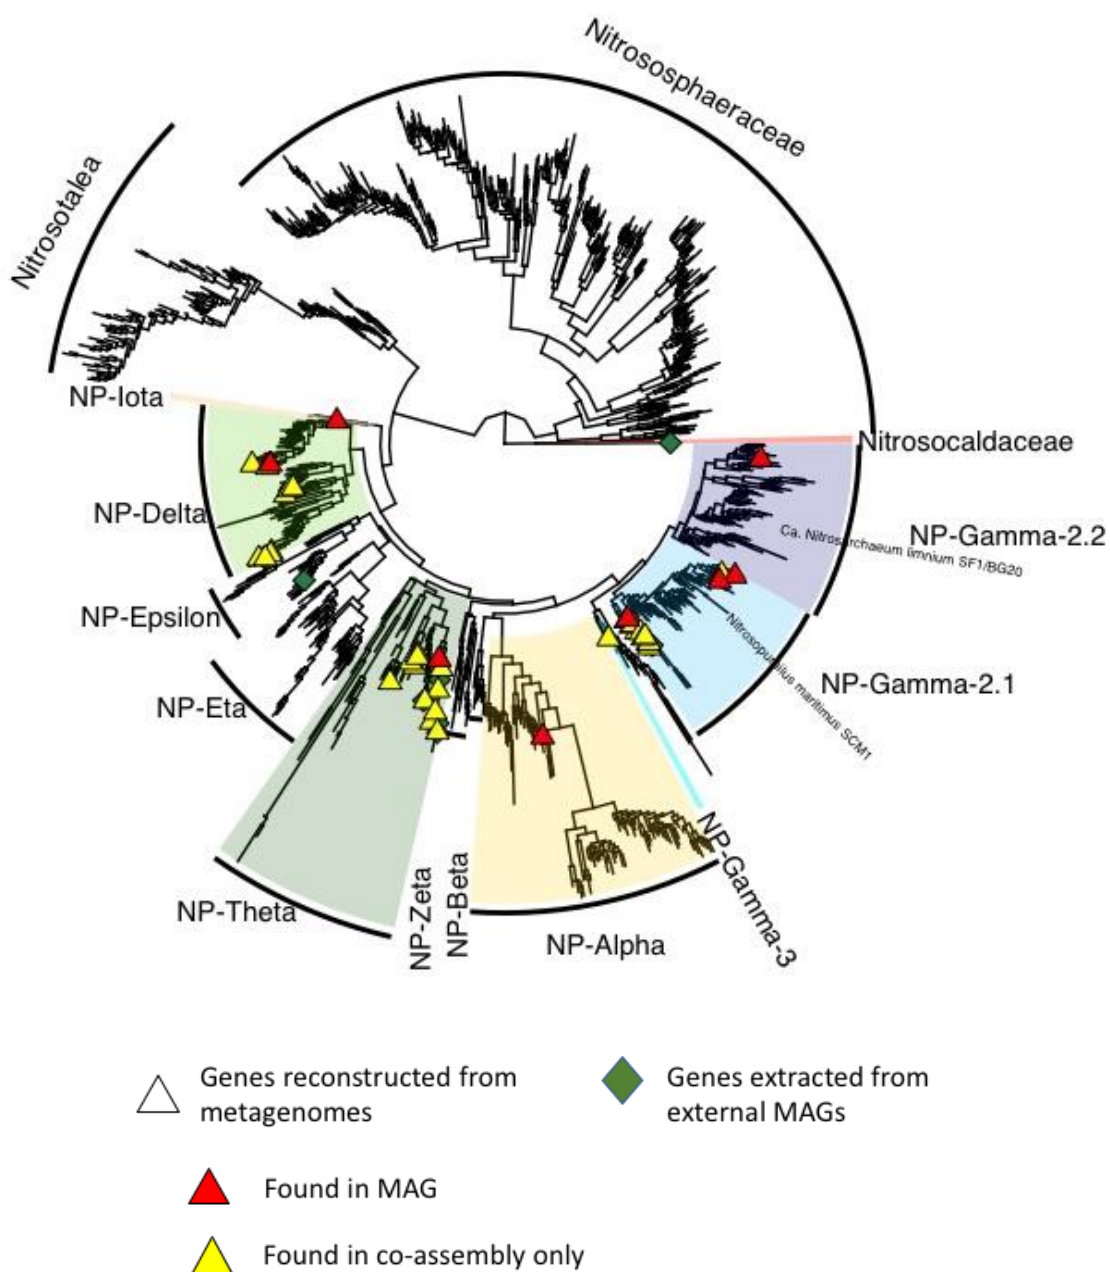 Nitrososphaeraceae
Nitrosotalea
NP-Iota
Nitrosocaldaceae
NP-Delta
NP-Gamma-2.2
Ca. Nitrosarchaeum limnium SF1/BG20
NP-Epsilon
Nitrosopumilus maritimus SCM1
NP-Gamma-2.1
NP-Eta
NP-Gamma-3
NP-Theta
NP-Zeta
NP-Beta
NP-Alpha
Genes reconstructed from
metagenomes
Genes extracted from
external MAGs
Found in MAG
Found in co-assembly only